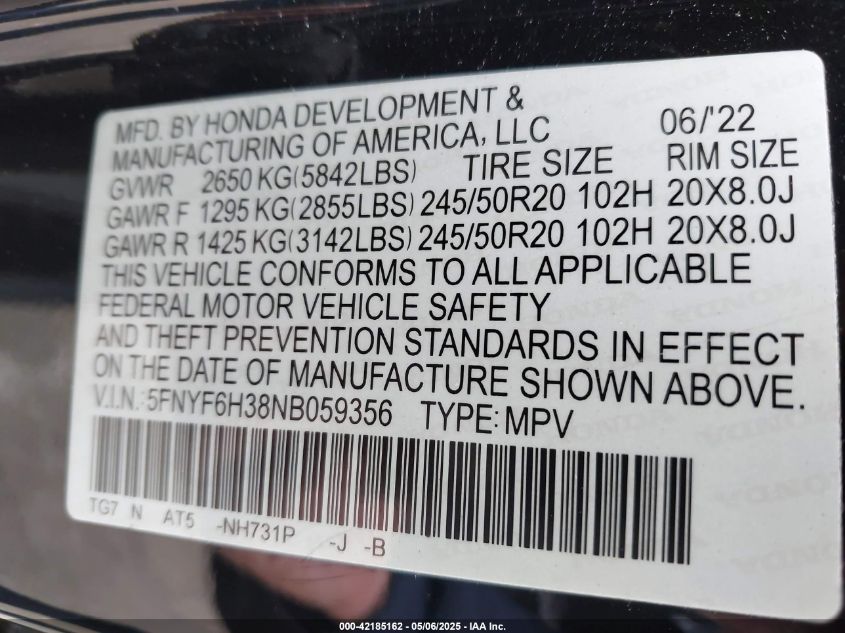 MFD. BY HONDA DEVELOPMENT &
MANUFACTURING OF AMERICA, LLC 06/'22
GVWR 2650 KG(5842LBS) TIRE SIZE RIM SIZE
GAWR F 1295 KG(2855LBS) 245/50R20 102H 20X8.0J
GAWR R 1425 KG(3142LBS) 245/50R20 102H 20X8.0J
THIS VEHICLE CONFORMS TO ALL APPLICABLE
FEDERAL MOTOR VEHICLE SAFETY
AND THEFT PREVENTION STANDARDS IN EFFECT
ON THE DATE OF MANUFACTURE SHOWN ABOVE.
V.I.N.: 5FNYF6H38NB059356 TYPE: MPV
TG7 N AT5 -NH731P -J -B
000-42185162 - 05/06/2025 - IAA Inc.